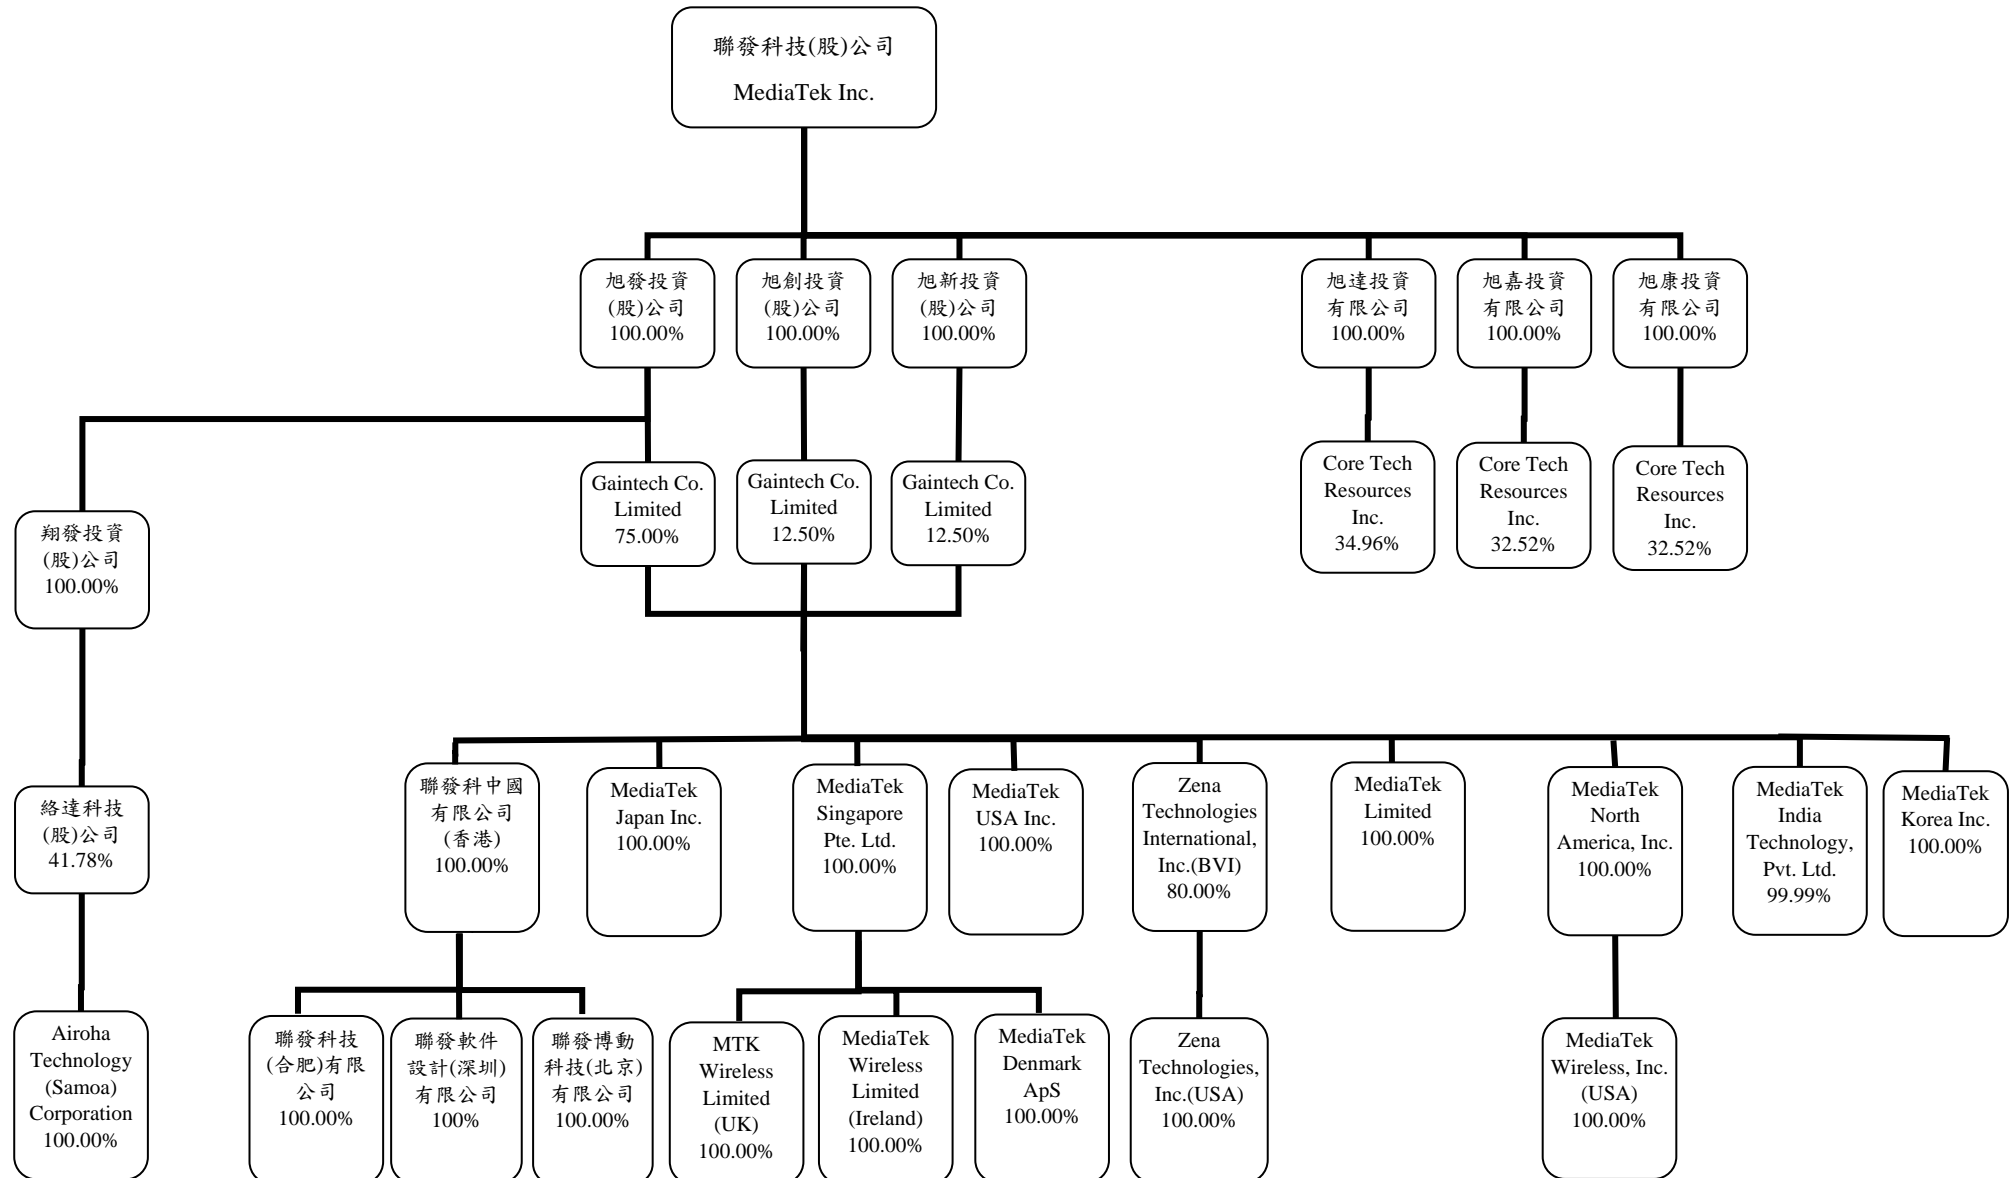 聯發科技(股)公司
MediaTek Inc.
旭發投資
(股)公司
100.00%
旭創投資
(股)公司
100.00%
旭新投資
(股)公司
100.00%
旭達投資
有限公司
100.00%
旭嘉投資
有限公司
100.00%
旭康投資
有限公司
100.00%
Gaintech Co.
Limited
75.00%
Gaintech Co.
Limited
12.50%
Gaintech Co.
Limited
12.50%
Core Tech
Resources
Inc.
34.96%
Core Tech
Resources
Inc.
32.52%
Core Tech
Resources
Inc.
32.52%
翔發投資
(股)公司
100.00%
絡達科技
(股)公司
41.78%
聯發科中國
有限公司
(香港)
100.00%
MediaTek
Japan Inc.
100.00%
MediaTek
Singapore
Pte. Ltd.
100.00%
MediaTek
USA Inc.
100.00%
Zena
Technologies
International,
Inc.(BVI)
80.00%
MediaTek
Limited
100.00%
MediaTek
North
America, Inc.
100.00%
MediaTek
India
Technology,
Pvt. Ltd.
99.99%
MediaTek
Korea Inc.
100.00%
Airoha
Technology
(Samoa)
Corporation
100.00%
聯發科技
(合肥)有限
公司
100.00%
聯發軟件
設計(深圳)
有限公司
100%
聯發博動
科技(北京)
有限公司
100.00%
MTK
Wireless
Limited
(UK)
100.00%
MediaTek
Wireless
Limited
(Ireland)
100.00%
MediaTek
Denmark
ApS
100.00%
Zena
Technologies,
Inc.(USA)
100.00%
MediaTek
Wireless, Inc.
(USA)
100.00%